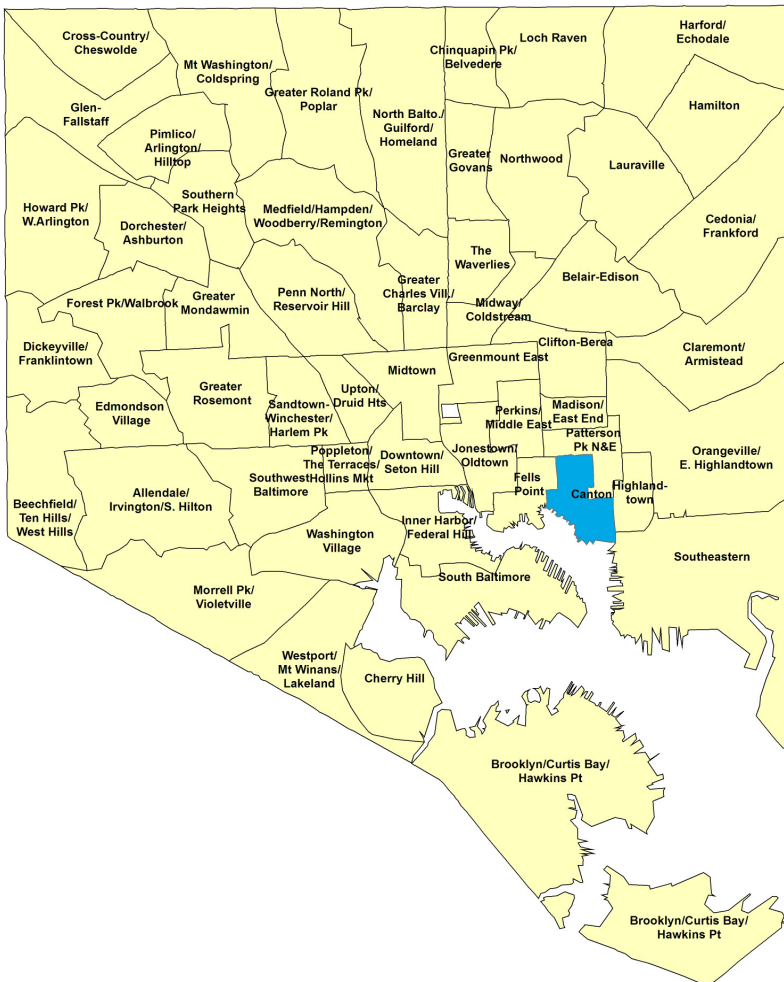 Cross-Country/
Cheswolde
Mt Washington/
Coldspring
Greater Roland Pk/
Poplar
North Balto./
Guilford/
Homeland
Chinquapin Pk/
Belvedere
Loch Raven
Harford/
Echodale
Glen-
Fallstaff
Pimlico/
Arlington/
Hilltop
Hamilton
Greater
Govans
Northwood
Lauraville
Howard Pk/
W.Arlington
Southern
Park Heights
Dorchester/
Ashburton
Medfield/Hampden/
Woodberry/Remington
Cedonia/
Frankford
The
Waverlies
Belair-Edison
Forest Pk/Walbrook
Greater
Mondawmin
Penn North/
Reservoir Hill
Greater
Charles Vill./
Barclay
Midway/
Coldstream
Dickeyville/
Franklintown
Greenmount East
Clifton-Berea
Claremont/
Armistead
Midtown
Edmondson
Village
Greater
Rosemont
Sandtown-
Winchester/
Harlem Pk
Upton/
Druid Hts
Perkins/
Middle East
Madison/
East End
Patterson
Pk N&E
Orangeville/
E. Highlandtown
Poppleton/
The Terraces/
Hollins Mkt
Downtown/
Seton Hill
Jonestown/
Oldtown
Fells
Point
Canton
Highland-
town
Beechfield/
Ten Hills/
West Hills
Allendale/
Irvington/S. Hilton
Southwest
Baltimore
Washington
Village
Inner Harbor/
Federal Hill
Southeastern
South Baltimore
Morrell Pk/
Violetville
Westport/
Mt Winans/
Lakeland
Cherry Hill
Brooklyn/Curtis Bay/
Hawkins Pt
Brooklyn/Curtis Bay/
Hawkins Pt